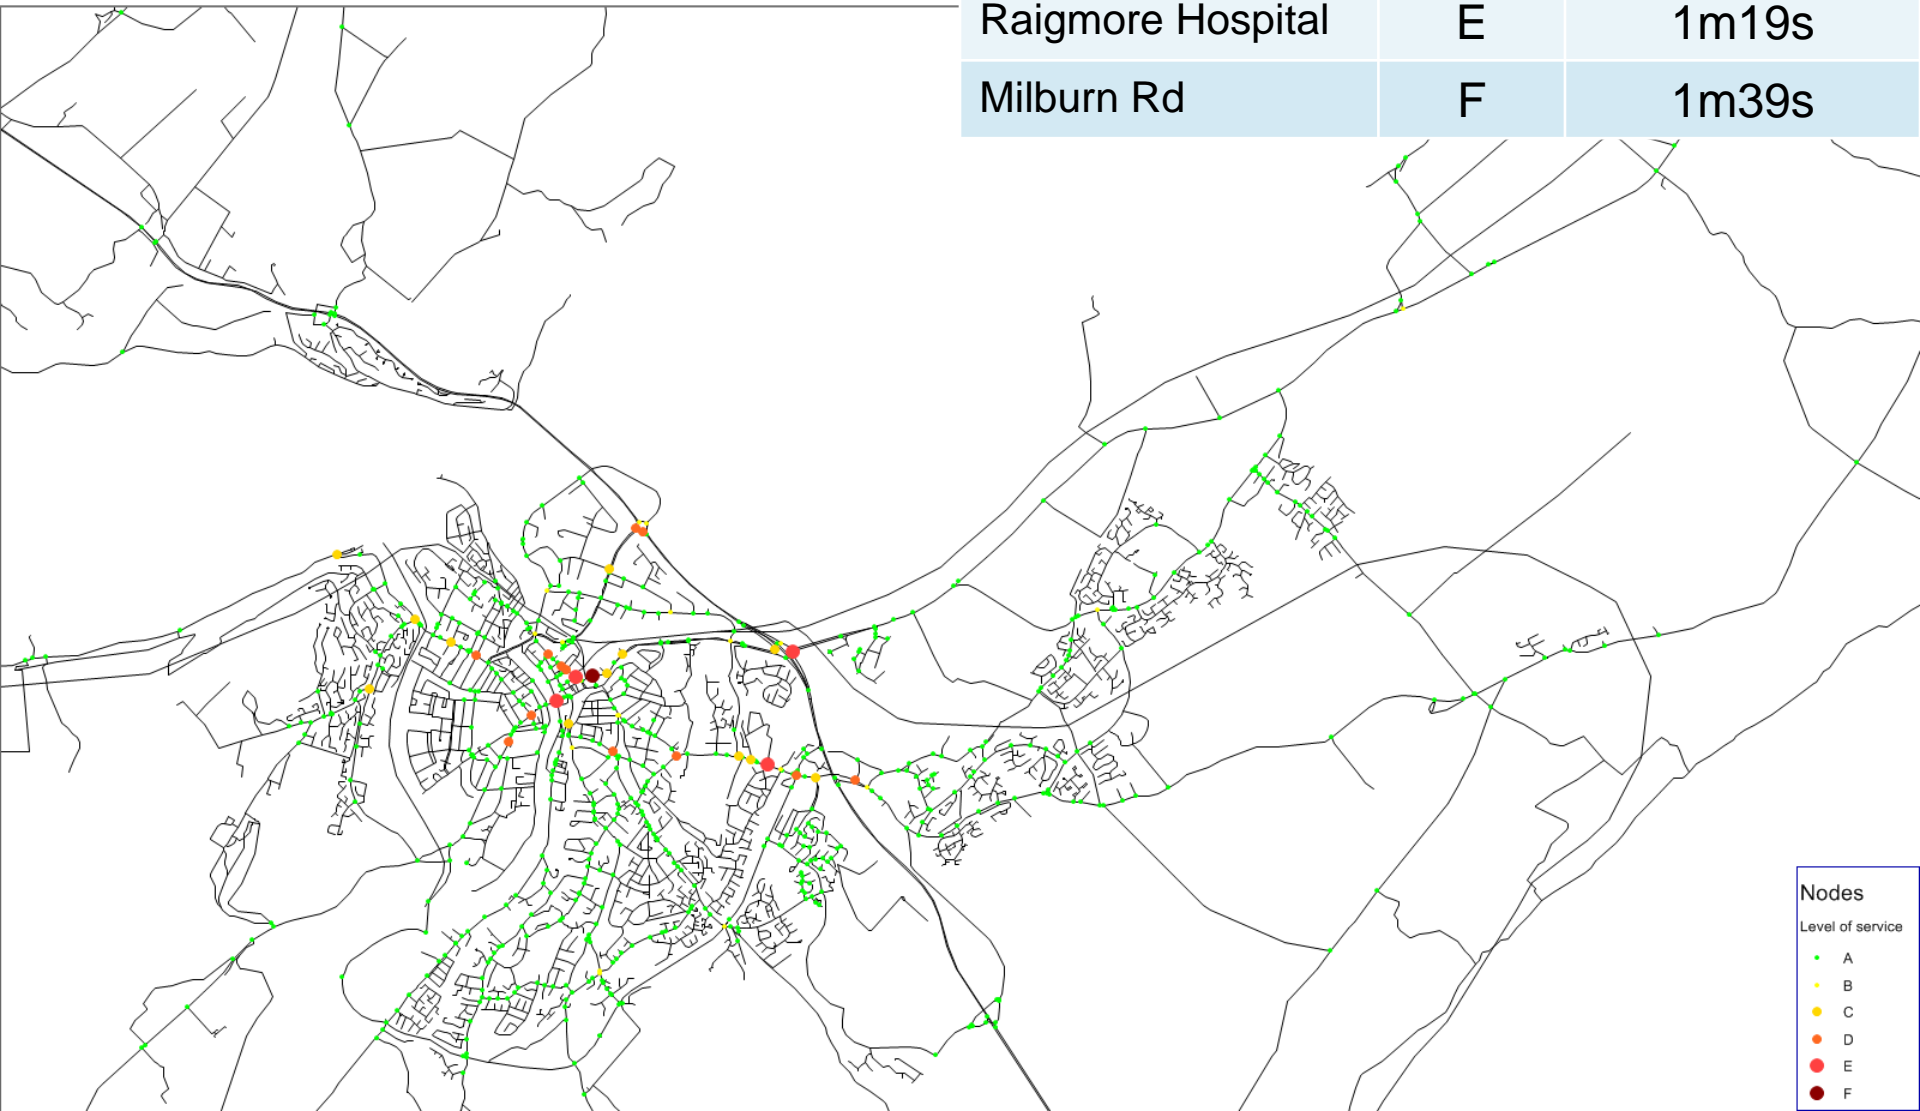 Raigmore Hospital E 1m19s
Milburn Rd F 1m39s
Nodes
Level of service
A
B
C
D
E
F